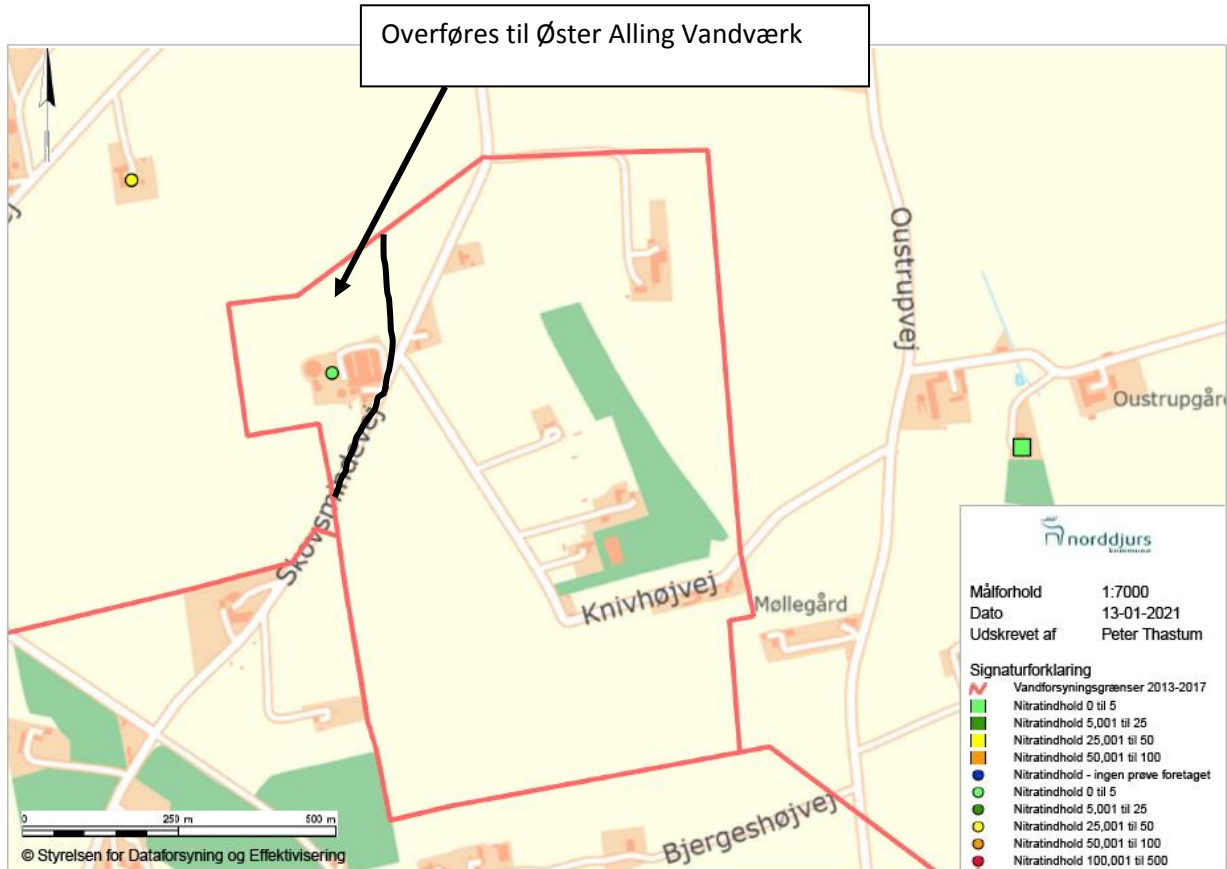 Overføres til Øster Alling Vandværk
Oustrupvej
Oustrupgår
Skovsmindevej
Knivhøjvej
Møllegård
Bjergeshøjvej
0 250 m 500 m
© Styrelsen for Dataforsyning og Effektivisering
norddjurs
kommune
Målforhold 1:7000
Dato 13-01-2021
Udskrevet af Peter Thastum
Signaturforklaring
Vandforsyningsgrænser 2013-2017
Nitratindhold 0 til 5
Nitratindhold 5,001 til 25
Nitratindhold 25,001 til 50
Nitratindhold 50,001 til 100
Nitratindhold - ingen prøve foretaget
Nitratindhold 0 til 5
Nitratindhold 5,001 til 25
Nitratindhold 25,001 til 50
Nitratindhold 50,001 til 100
Nitratindhold 100,001 til 500